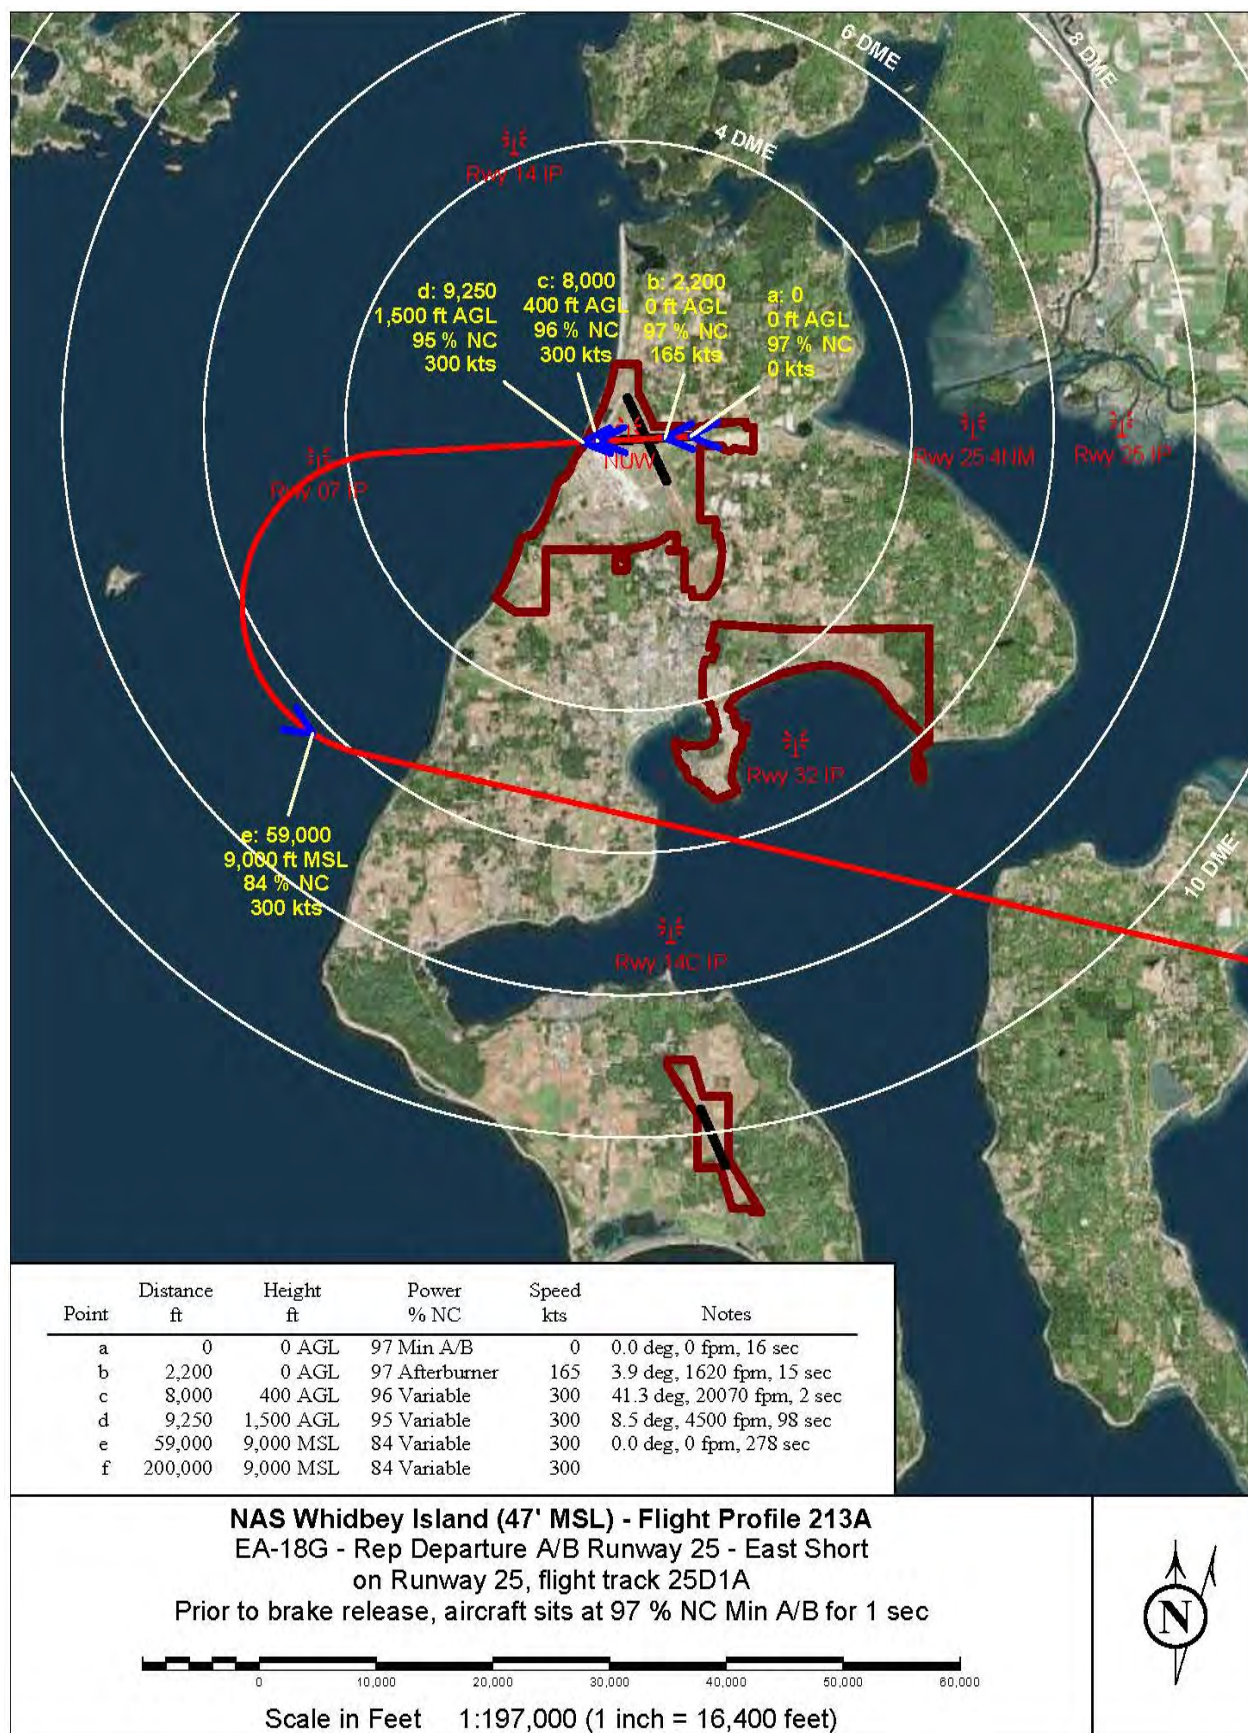 6 DME
8 DME
4 DME
Rwy 14 IP
d: 9,250
1,500 ft AGL
95 % NC
300 kts
c: 8,000
400 ft AGL
96 % NC
300 kts
b: 2,200
0 ft AGL
97 % NC
165 kts
a: 0
0 ft AGL
97 % NC
0 kts
NUW
Rwy 07 IP
Rwy 25 4NM
Rwy 25 IP
Rwy 32 IP
e: 59,000
9,000 ft MSL
84 % NC
300 kts
10 DME
Rwy 14C IP
Point Distance ft Height ft Power % NC Speed kts Notes
a 0 0 AGL 97 Min A/B 0 0.0 deg, 0 fpm, 16 sec
b 2,200 0 AGL 97 Afterburner 165 3.9 deg, 1620 fpm, 15 sec
c 8,000 400 AGL 96 Variable 300 41.3 deg, 20070 fpm, 2 sec
d 9,250 1,500 AGL 95 Variable 300 8.5 deg, 4500 fpm, 98 sec
e 59,000 9,000 MSL 84 Variable 300 0.0 deg, 0 fpm, 278 sec
f 200,000 9,000 MSL 84 Variable 300
NAS Whidbey Island (47' MSL) - Flight Profile 213A
EA-18G - Rep Departure A/B Runway 25 - East Short
on Runway 25, flight track 25D1A
Prior to brake release, aircraft sits at 97 % NC Min A/B for 1 sec
0 10,000 20,000 30,000 40,000 50,000 60,000
Scale in Feet 1:197,000 (1 inch = 16,400 feet)
N